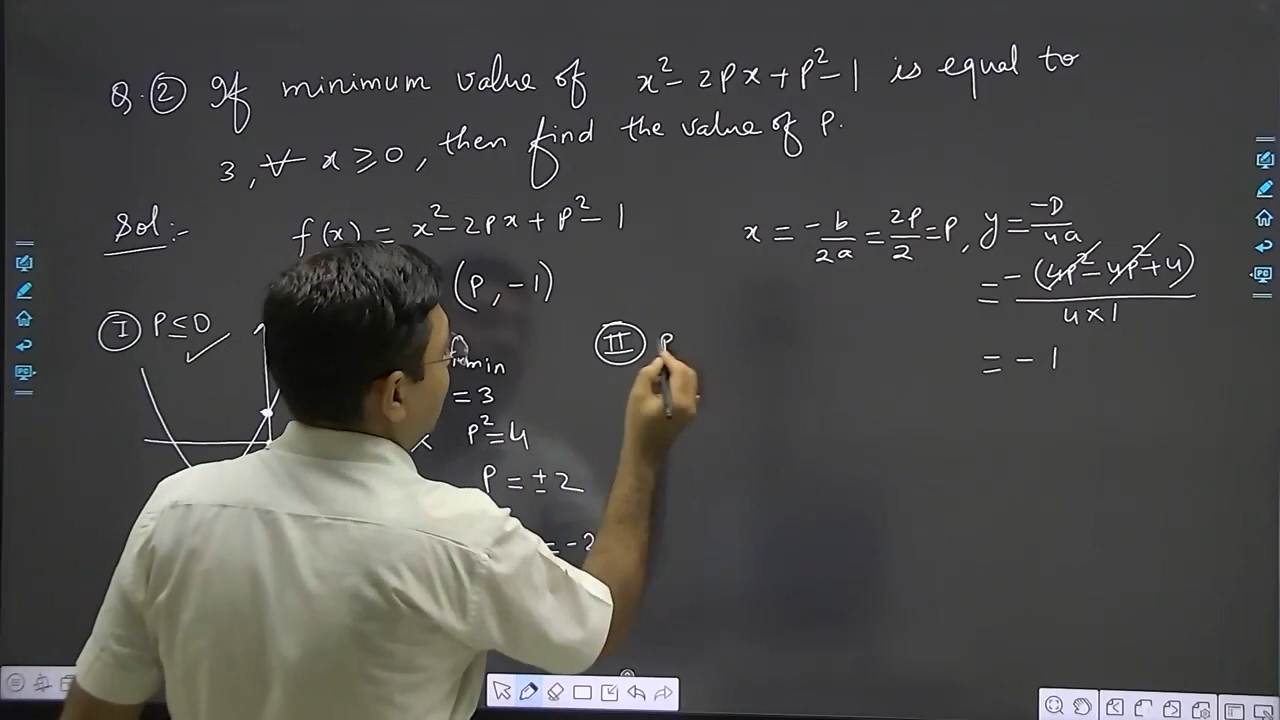 Q.② If minimum value of x²-2px+p²-1 is equal to
3, ∀ x ≥ 0, then find the value of p.
Sol:-
f(x) = x²-2px+p²-1
x = -b/2a = 2p/2 = p, y = -D/4a
= -(4p²-4p²+4)/4×1
= -1
(p, -1)
Ⓘ P≤0 ✓
min
= 3
p²=4
p = ±2
= -2
Ⓘⓘ P